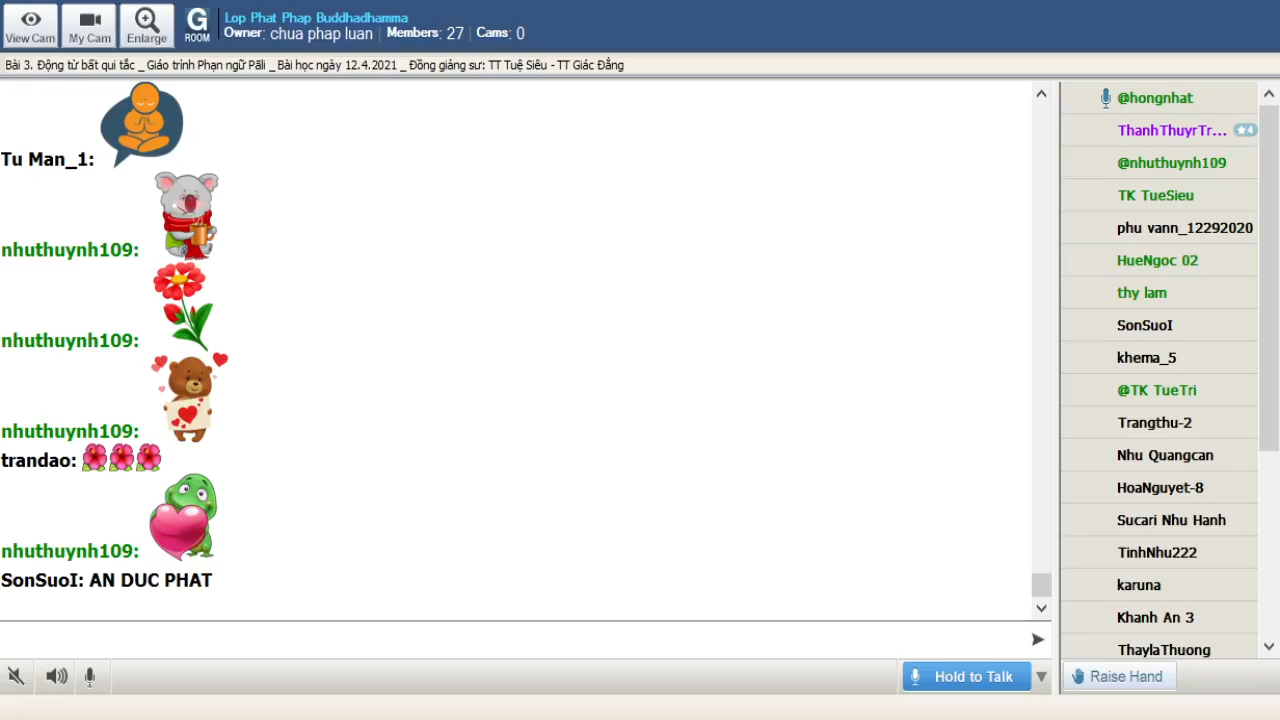 View Cam
My Cam
Enlarge
G
ROOM
Lop Phat Phap Buddhadhamma
Owner: chua phap luan | Members: 27 | Cams: 0
Bài 3. Động từ bất qui tắc _ Giáo trình Phạn ngữ Pāli _ Bài học ngày 12.4.2021 _ Đồng giảng sư: TT Tuệ Siêu - TT Giác Đẳng
Tu Man_1:
nhuthuynh109:
nhuthuynh109:
nhuthuynh109:
trandao:
nhuthuynh109:
SonSuoI: AN DUC PHAT
@hongnhat
ThanhThuyrTr... ★4
@nhuthuynh109
TK TueSieu
phu vann_12292020
HueNgoc 02
thy lam
SonSuoI
khema_5
@TK TueTri
Trangthu-2
Nhu Quangcan
HoaNguyet-8
Sucari Nhu Hanh
TinhNhu222
karuna
Khanh An 3
ThaylaThuong
Hold to Talk
Raise Hand